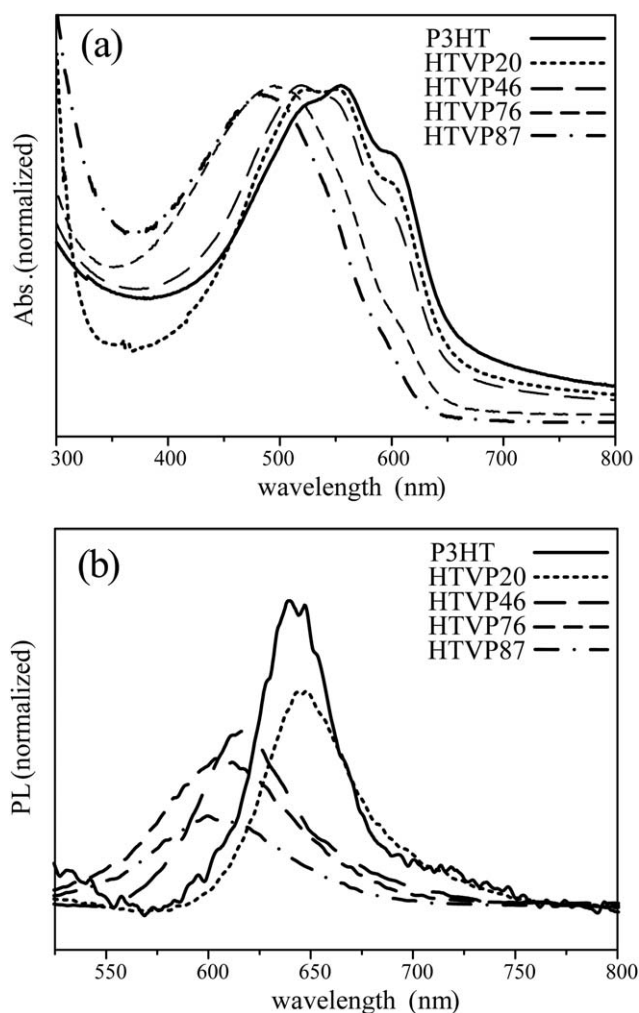 (a)
P3HT
HTVP20
HTVP46
HTVP76
HTVP87
Abs.(normalized)
300 400 500 600 700 800
wavelength (nm)
(b)
P3HT
HTVP20
HTVP46
HTVP76
HTVP87
PL (normalized)
550 600 650 700 750 800
wavelength (nm)